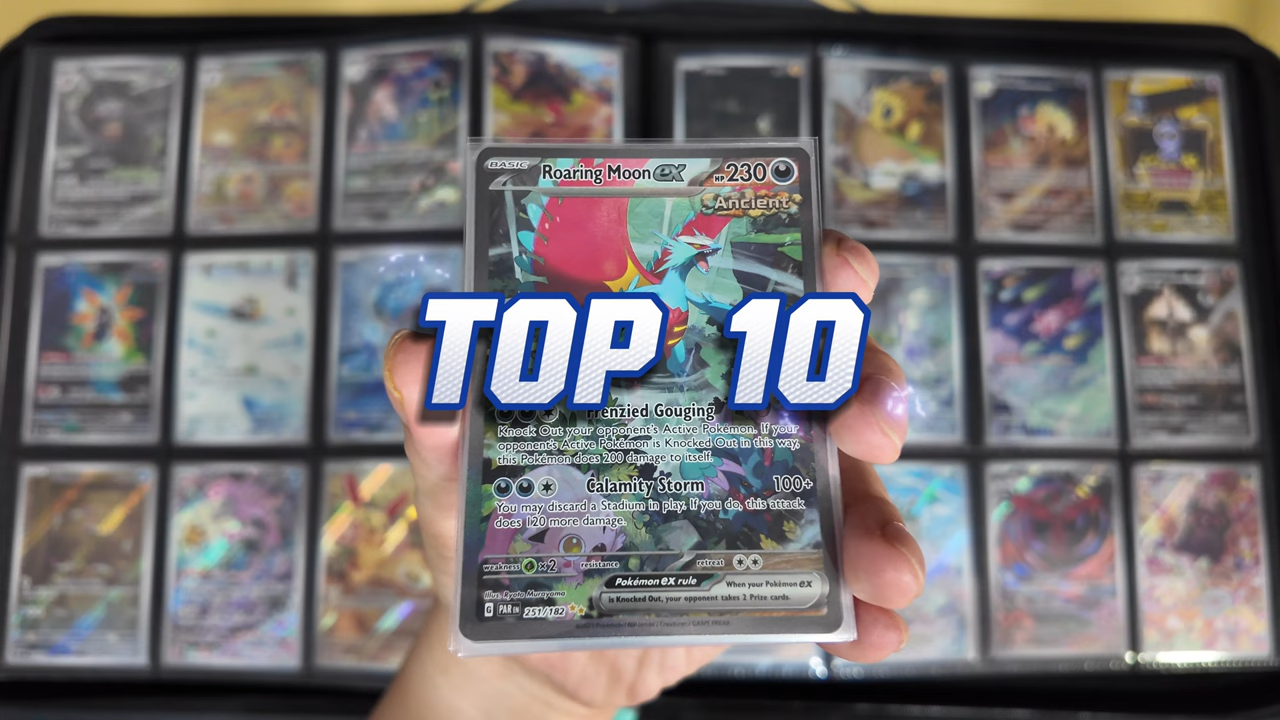 BASIC
Roaring Moon ex HP 230
Ancient
TOP 10
Frenzied Gouging
Knock Out your opponent's Active Pokémon. If your
opponent's Active Pokémon is Knocked Out in this way,
this Pokémon does 200 damage to itself.
Calamity Storm 100+
You may discard a Stadium in play. If you do, this attack
does 120 more damage.
weakness ×2 resistance retreat
Pokémon ex rule When your Pokémon ex
is Knocked Out, your opponent takes 2 Prize cards.
Illus. Ryota Murayama
G PAR EN 251/182